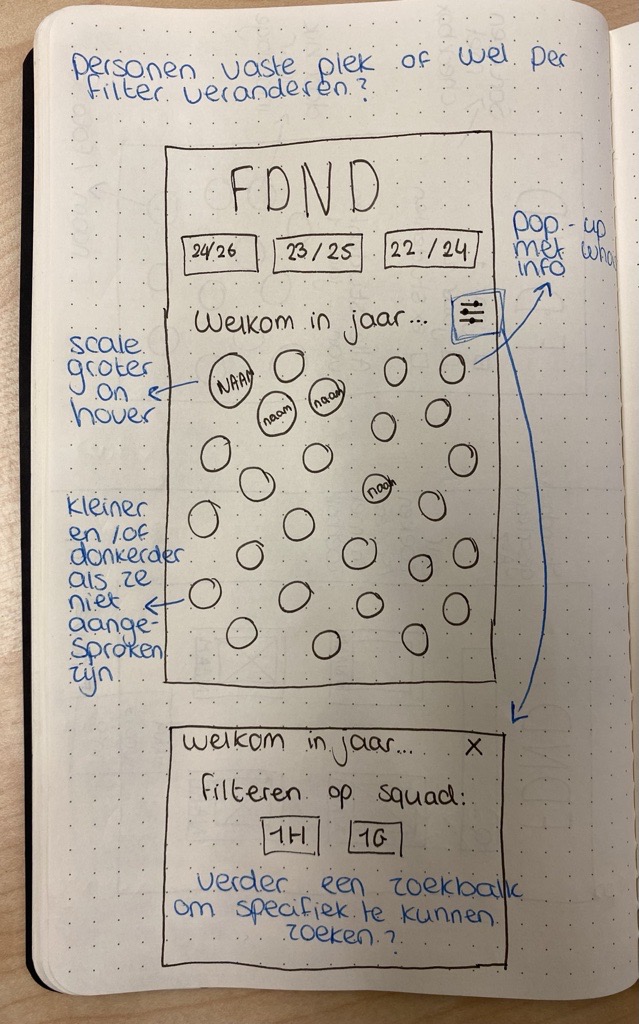 personen vaste plek of wel per
filter veranderen?
FDND
24/26
23/25
22/24
pop-up
met
info
Welkom in jaar...
scale
groter
on
hover
NAAM
naam
naam
naam
kleiner
en/of
donkerder
als ze
niet
aange-
sproken
zijn
Welkom in jaar... X
Filteren op squad:
1H 1G
verder een zoekbalk
om specifiek te kunnen
zoeken?